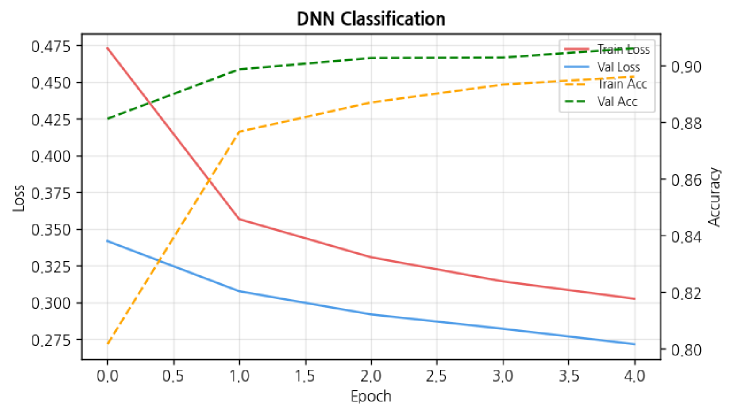 DNN Classification
Train Loss
Val Loss
Train Acc
Val Acc
Loss
0.475
0.450
0.425
0.400
0.375
0.350
0.325
0.300
0.275
Accuracy
0.90
0.88
0.86
0.84
0.82
0.80
0.0 0.5 1.0 1.5 2.0 2.5 3.0 3.5 4.0
Epoch